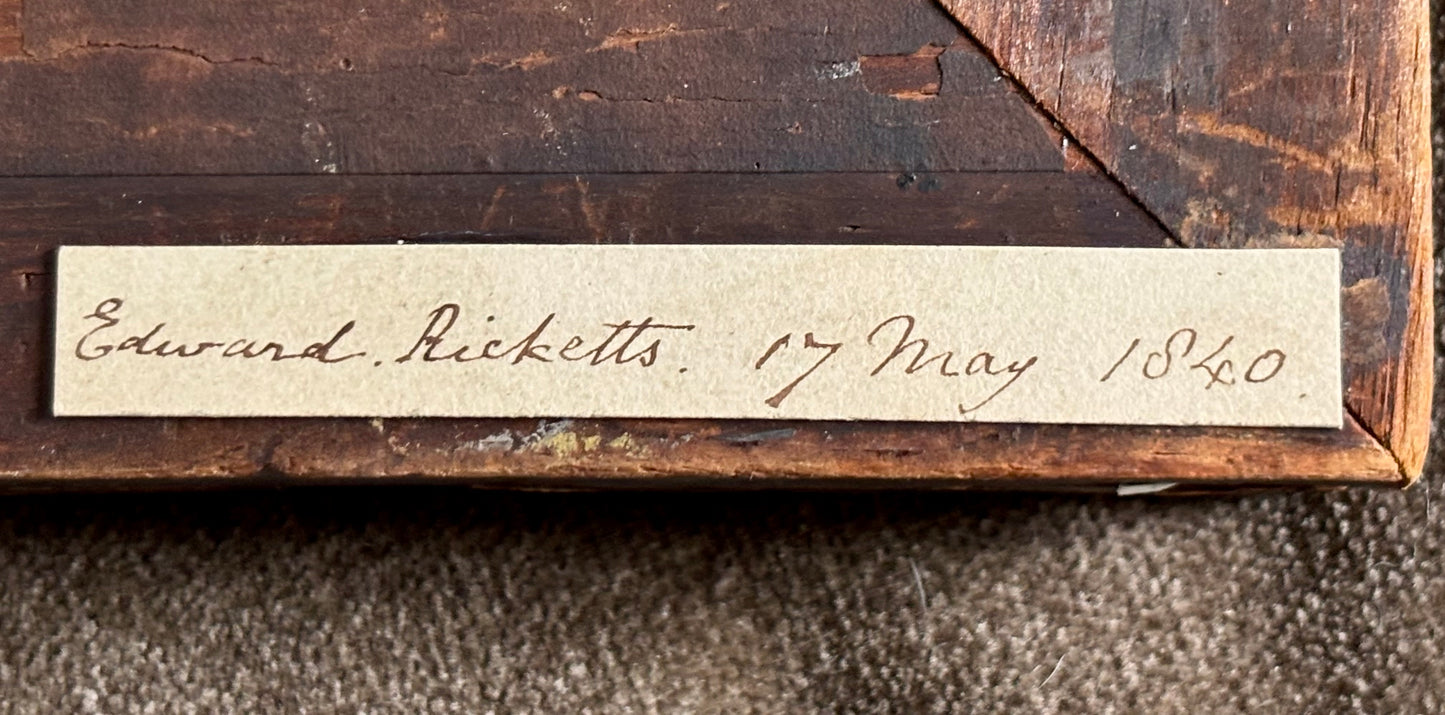 Edward. Ricketts. 17 May 1840